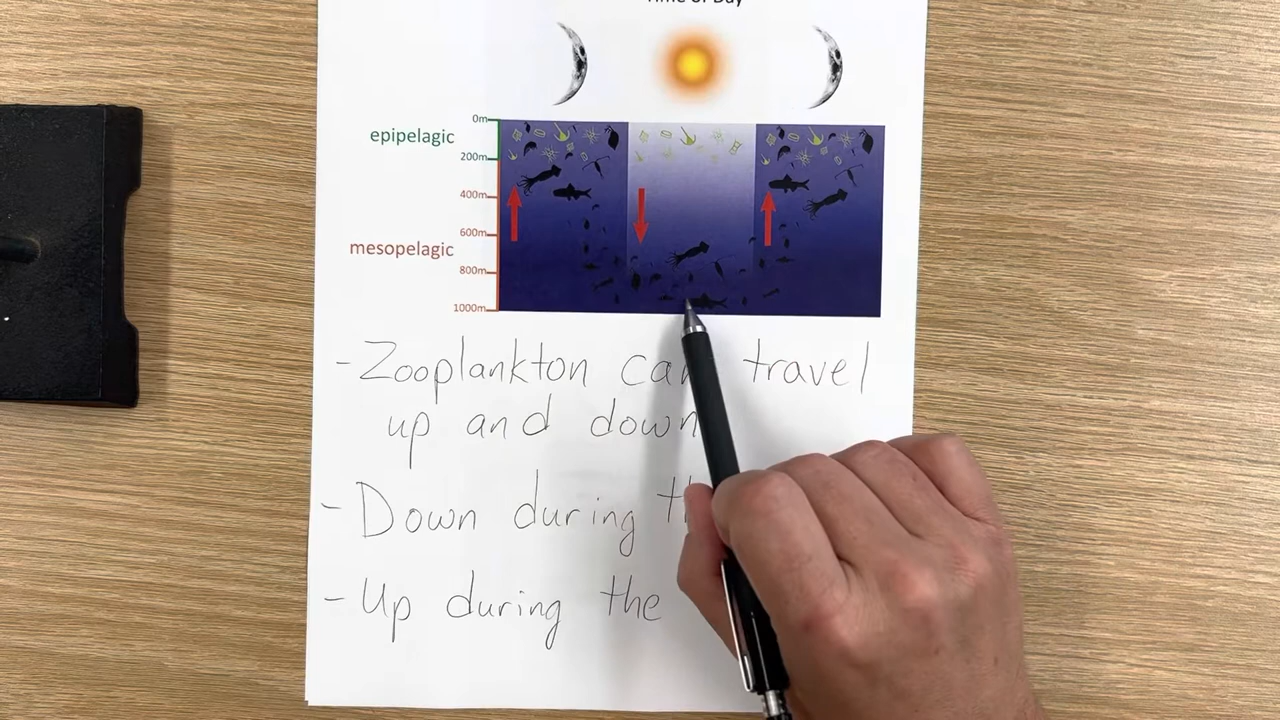 Time of Day
0m
epipelagic
200m
400m
600m
mesopelagic
800m
1000m
- Zooplankton can travel
up and down
- Down during
- Up during the